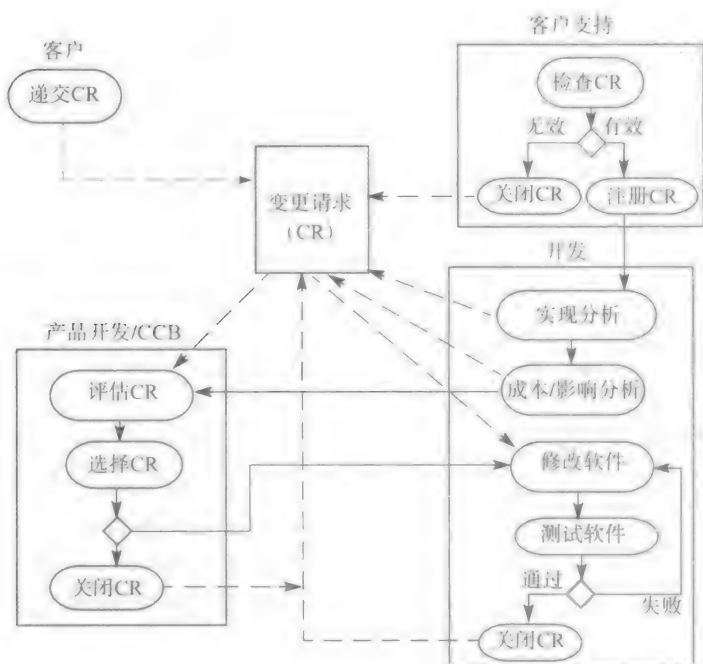 客户
递交CR
客户支持
检查CR
无效
有效
关闭CR
注册CR
变更请求
（CR）
开发
实现分析
成本/影响分析
产品开发/CCB
评估CR
选择CR
关闭CR
修改软件
测试软件
通过
失败
关闭CR